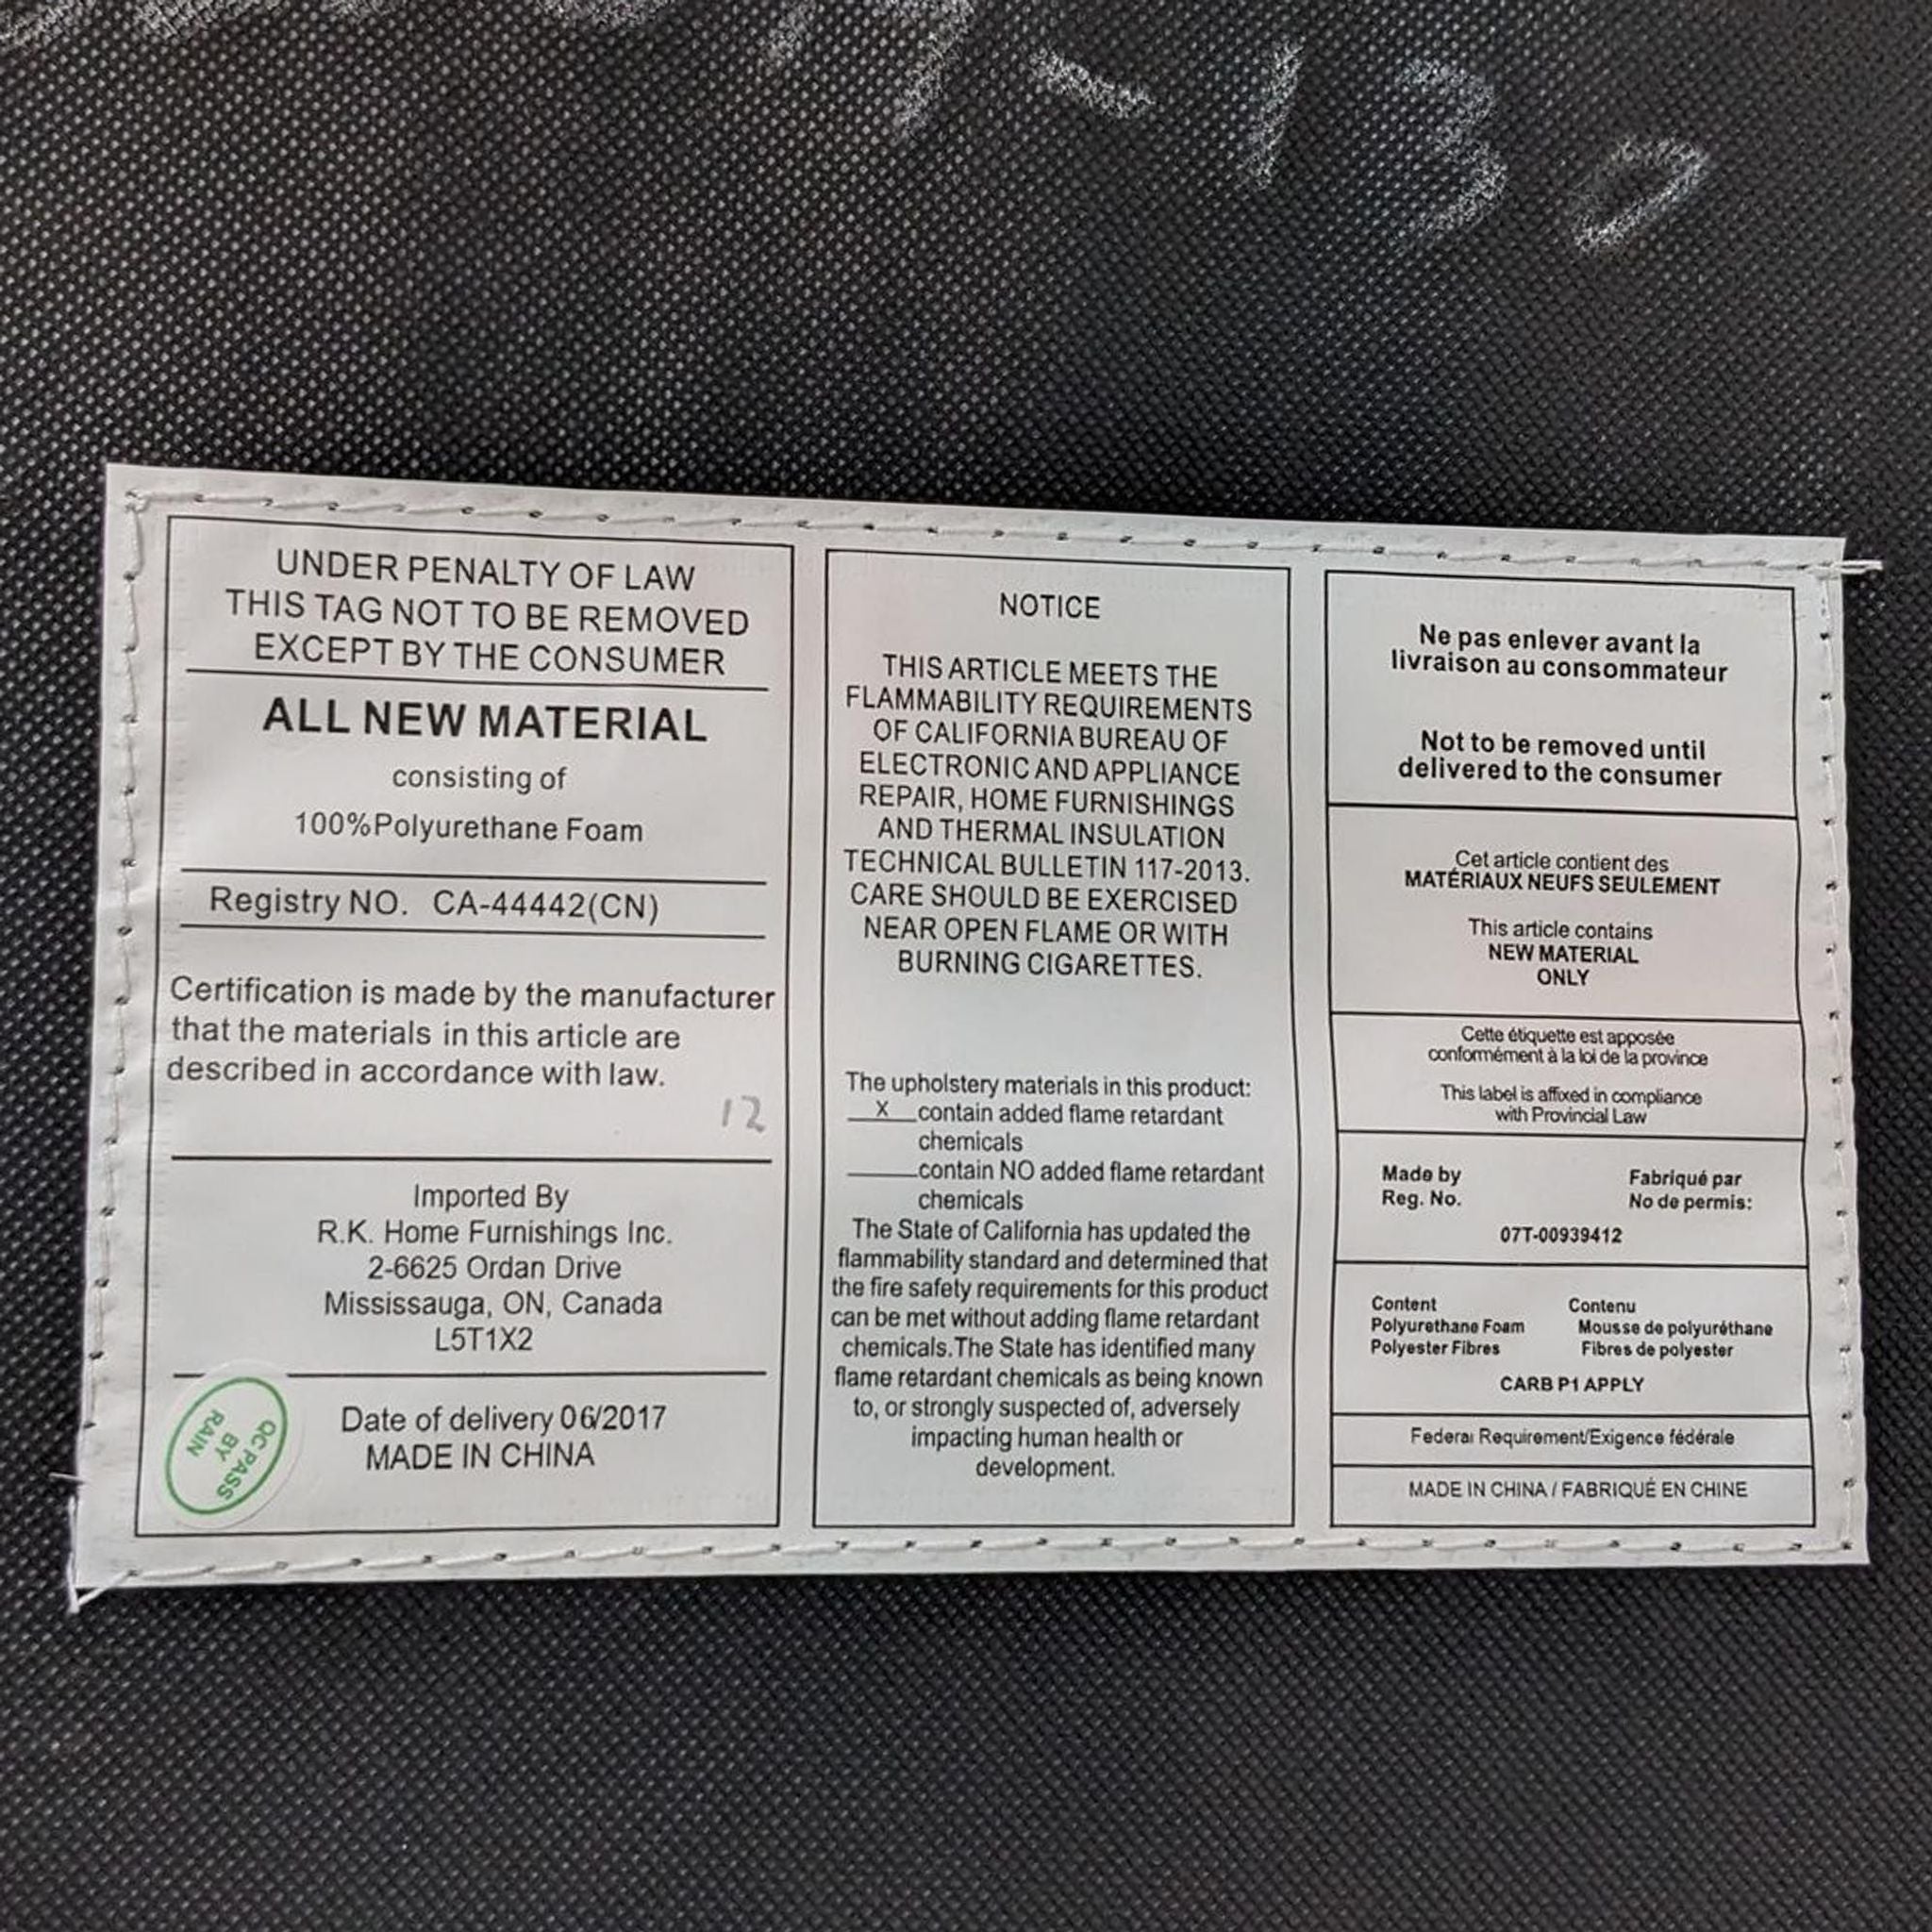 7-130
UNDER PENALTY OF LAW
THIS TAG NOT TO BE REMOVED
EXCEPT BY THE CONSUMER
ALL NEW MATERIAL
consisting of
100%Polyurethane Foam
Registry NO. CA-44442(CN)
Certification is made by the manufacturer
that the materials in this article are
described in accordance with law.
12
Imported By
R.K. Home Furnishings Inc.
2-6625 Ordan Drive
Mississauga, ON, Canada
L5T1X2
Date of delivery 06/2017
MADE IN CHINA
QC PASS
BY
RAIN
NOTICE
THIS ARTICLE MEETS THE
FLAMMABILITY REQUIREMENTS
OF CALIFORNIA BUREAU OF
ELECTRONIC AND APPLIANCE
REPAIR, HOME FURNISHINGS
AND THERMAL INSULATION
TECHNICAL BULLETIN 117-2013.
CARE SHOULD BE EXERCISED
NEAR OPEN FLAME OR WITH
BURNING CIGARETTES.
The upholstery materials in this product:
X contain added flame retardant
chemicals
contain NO added flame retardant
chemicals
The State of California has updated the
flammability standard and determined that
the fire safety requirements for this product
can be met without adding flame retardant
chemicals.The State has identified many
flame retardant chemicals as being known
to, or strongly suspected of, adversely
impacting human health or
development.
Ne pas enlever avant la
livraison au consommateur
Not to be removed until
delivered to the consumer
Cet article contient des
MATÉRIAUX NEUFS SEULEMENT
This article contains
NEW MATERIAL
ONLY
Cette étiquette est apposée
conformément à la loi de la province
This label is affixed in compliance
with Provincial Law
Made by Fabriqué par
Reg. No. No de permis:
07T-00939412
Content Contenu
Polyurethane Foam Mousse de polyuréthane
Polyester Fibres Fibres de polyester
CARB P1 APPLY
Federal Requirement/Exigence fédérale
MADE IN CHINA / FABRIQUÉ EN CHINE